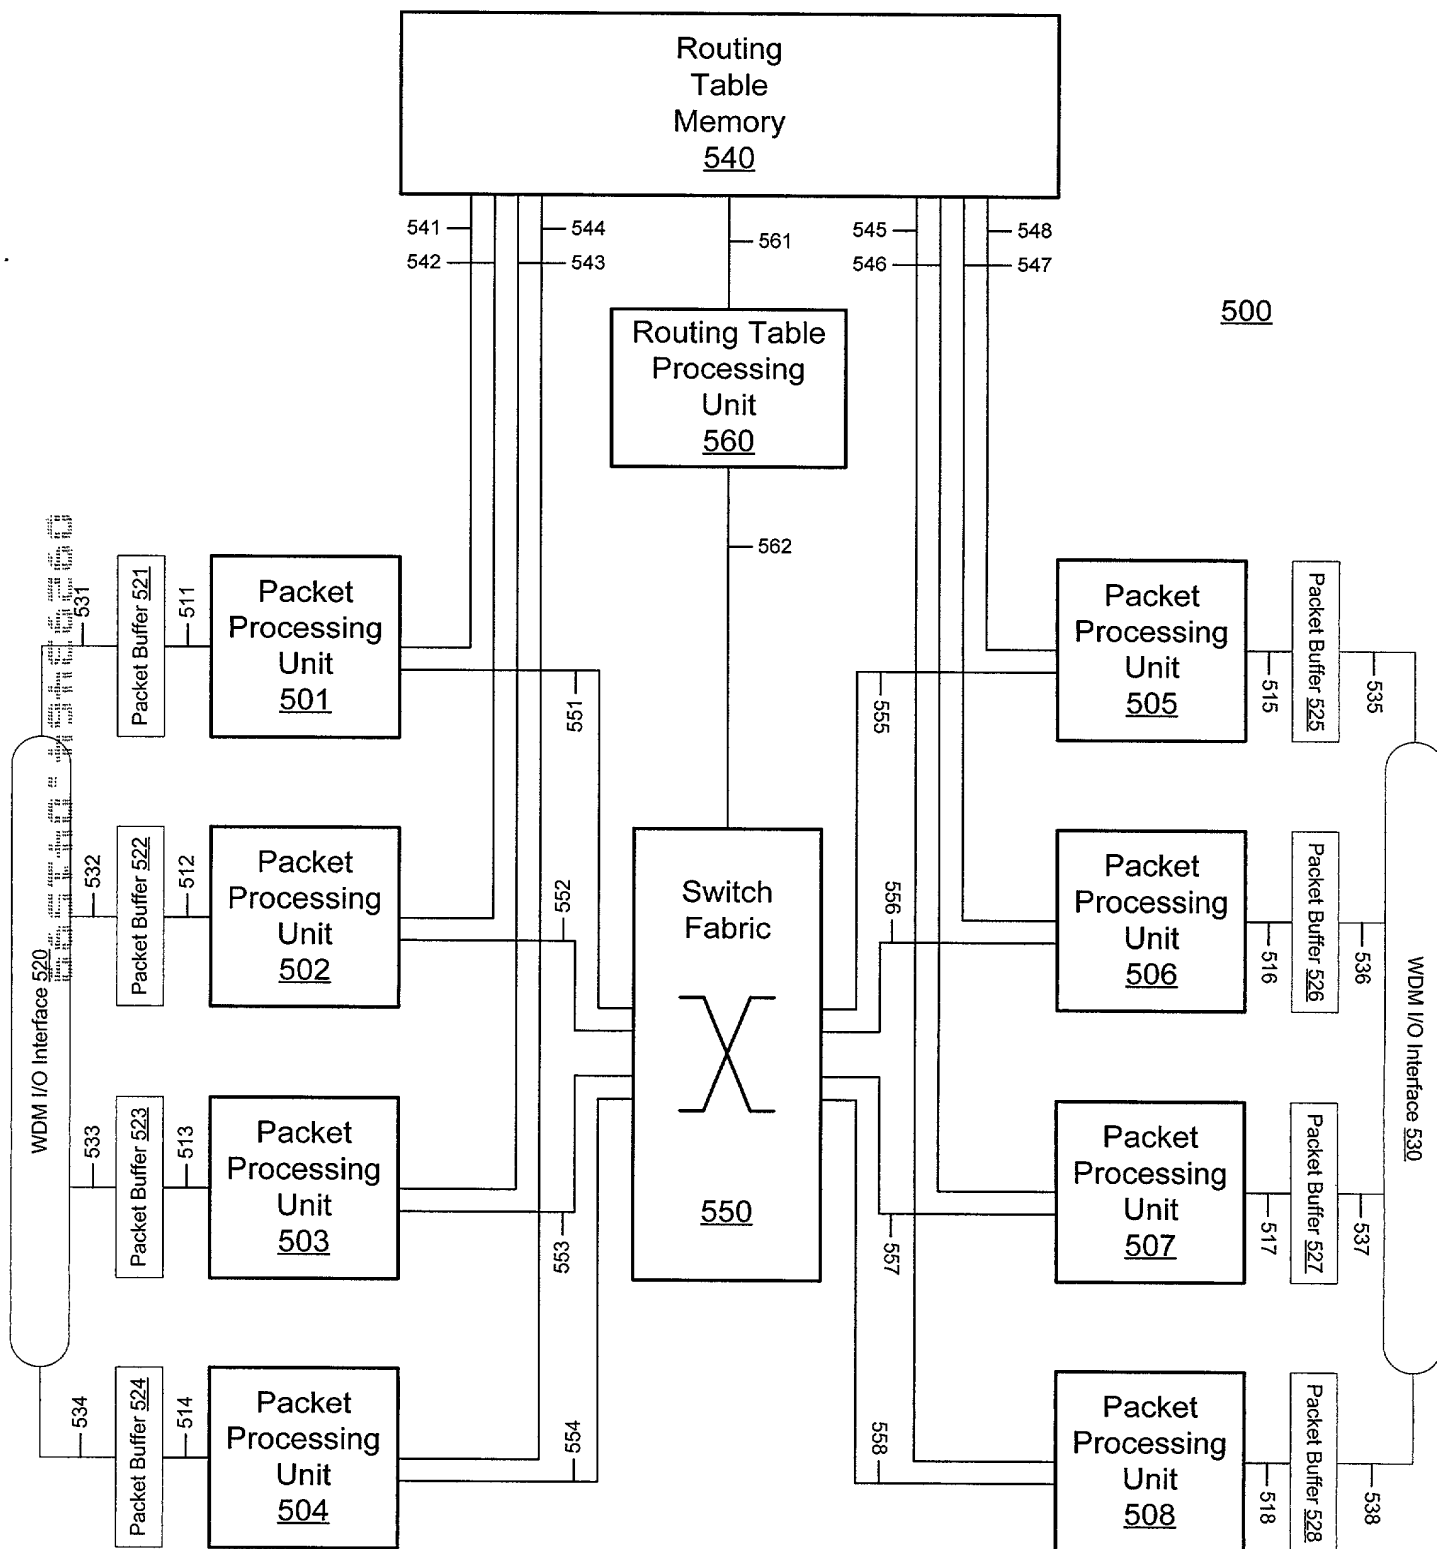 Routing
Table
Memory
540
541
544
542
543
561
545
548
546
547
500
Routing Table
Processing
Unit
560
562
531
Packet Buffer 521
511
Packet
Processing
Unit
501
551
555
Packet
Processing
Unit
505
515
Packet Buffer 525
535
WDM I/O Interface 520
532
Packet Buffer 522
512
Packet
Processing
Unit
502
552
Switch
Fabric
550
556
Packet
Processing
Unit
506
516
Packet Buffer 526
536
WDM I/O Interface 530
533
Packet Buffer 523
513
Packet
Processing
Unit
503
553
557
Packet
Processing
Unit
507
517
Packet Buffer 527
537
534
Packet Buffer 524
514
Packet
Processing
Unit
504
554
558
Packet
Processing
Unit
508
518
Packet Buffer 528
538